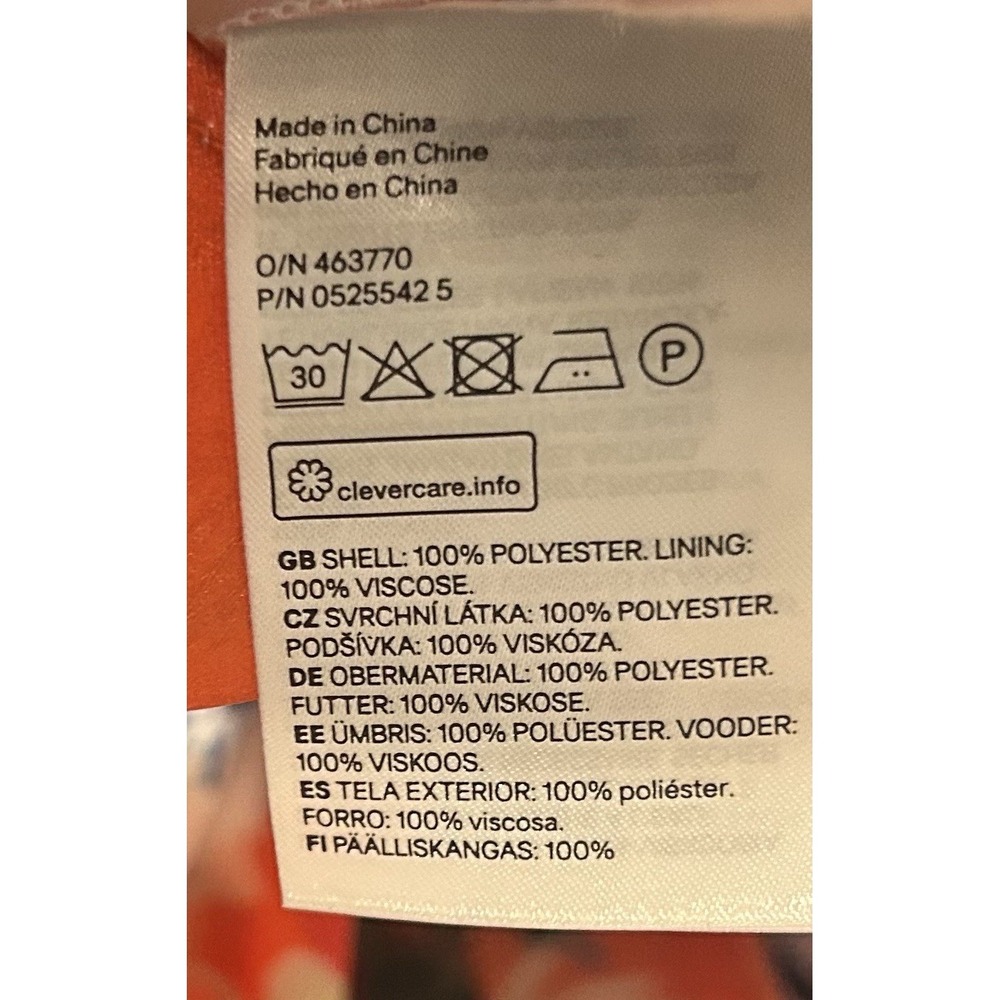 Made in China
Fabriqué en Chine
Hecho en China
O/N 463770
P/N 0525542 5
30 P
clevercare.info
GB SHELL: 100% POLYESTER. LINING:
100% VISCOSE.
CZ SVRCHNÍ LÁTKA: 100% POLYESTER.
PODŠÍVKA: 100% VISKÓZA.
DE OBERMATERIAL: 100% POLYESTER.
FUTTER: 100% VISKOSE.
EE ÜMBRIS: 100% POLÜESTER. VOODER:
100% VISKOOS.
ES TELA EXTERIOR: 100% poliéster.
FORRO: 100% viscosa.
FI PÄÄLLISKANGAS: 100%